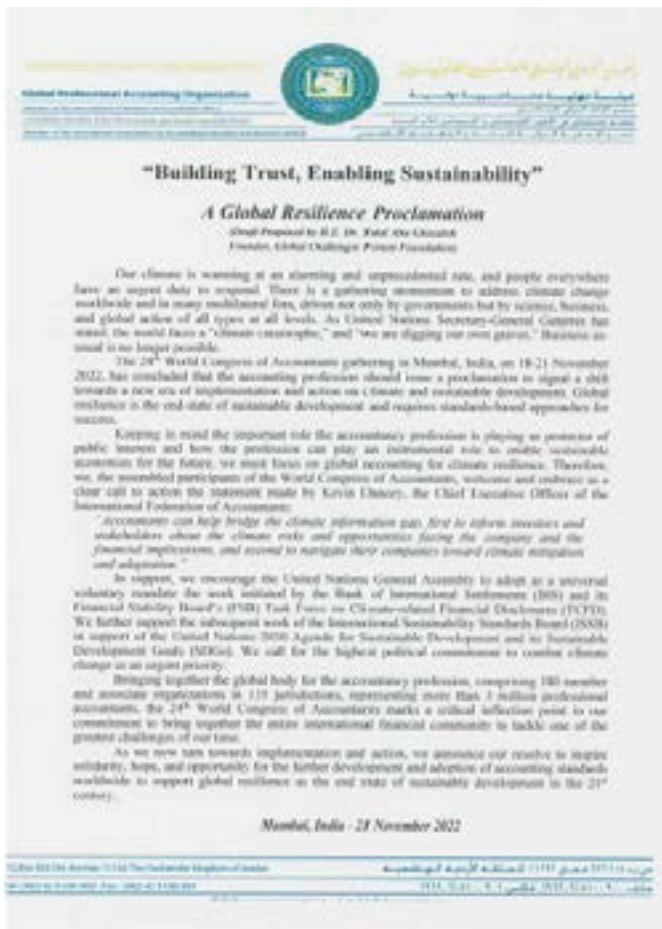 Global Professional Accounting Organization
“Building Trust, Enabling Sustainability”
A Global Resilience Proclamation
(Draft Proposed by H.E. Dr. Talal Abu-Ghazaleh
Founder, Global Challenges Forum Foundation)
Our climate is warming at an alarming and unprecedented rate, and people everywhere
have an urgent duty to respond. There is a gathering momentum to address climate change
worldwide and in many multilateral fora, driven not only by governments but by science, business,
and global action of all types at all levels. As United Nations Secretary-General Guterres has
stated, the world faces a "climate catastrophe," and "we are digging our own graves." Business as
usual is no longer possible.
The 24th World Congress of Accountants gathering in Mumbai, India, on 18-21 November
2022, has concluded that the accounting profession should issue a proclamation to signal a shift
towards a new era of implementation and action on climate and sustainable development. Global
resilience is the end-state of sustainable development and requires standards-based approaches for
success.
Keeping in mind the important role the accountancy profession is playing as protector of
public interest and how the profession can play an instrumental role to enable sustainable
economies for the future, we must focus on global accounting for climate resilience. Therefore,
we, the assembled participants of the World Congress of Accountants, welcome and embrace as a
clear call to action the statement made by Kevin Dancey, the Chief Executive Officer of the
International Federation of Accountants:
"Accountants can help bridge the climate information gap, first to inform investors and
stakeholders about the climate risks and opportunities facing the company and the
financial implications, and second to navigate their companies toward climate mitigation
and adaptation."
In support, we encourage the United Nations General Assembly to adopt as a universal
voluntary mandate the work initiated by the Bank of International Settlements (BIS) and its
Financial Stability Board's (FSB) Task Force on Climate-related Financial Disclosures (TCFD).
We further support the subsequent work of the International Sustainability Standards Board (ISSB)
in support of the United Nations 2030 Agenda for Sustainable Development and its Sustainable
Development Goals (SDGs). We call for the highest political commitment to combat climate
change as an urgent priority.
Bringing together the global body for the accountancy profession, comprising 180 member
and associate organizations in 135 jurisdictions, representing more than 3 million professional
accountants, the 24th World Congress of Accountants marks a critical inflection point in our
commitment to bring together the entire international financial community to tackle one of the
greatest challenges of our time.
As we now turn towards implementation and action, we announce our resolve to inspire
solidarity, hope, and opportunity for the further development and adoption of accounting standards
worldwide to support global resilience as the end state of sustainable development in the 21st
century.
Mumbai, India - 21 November 2022